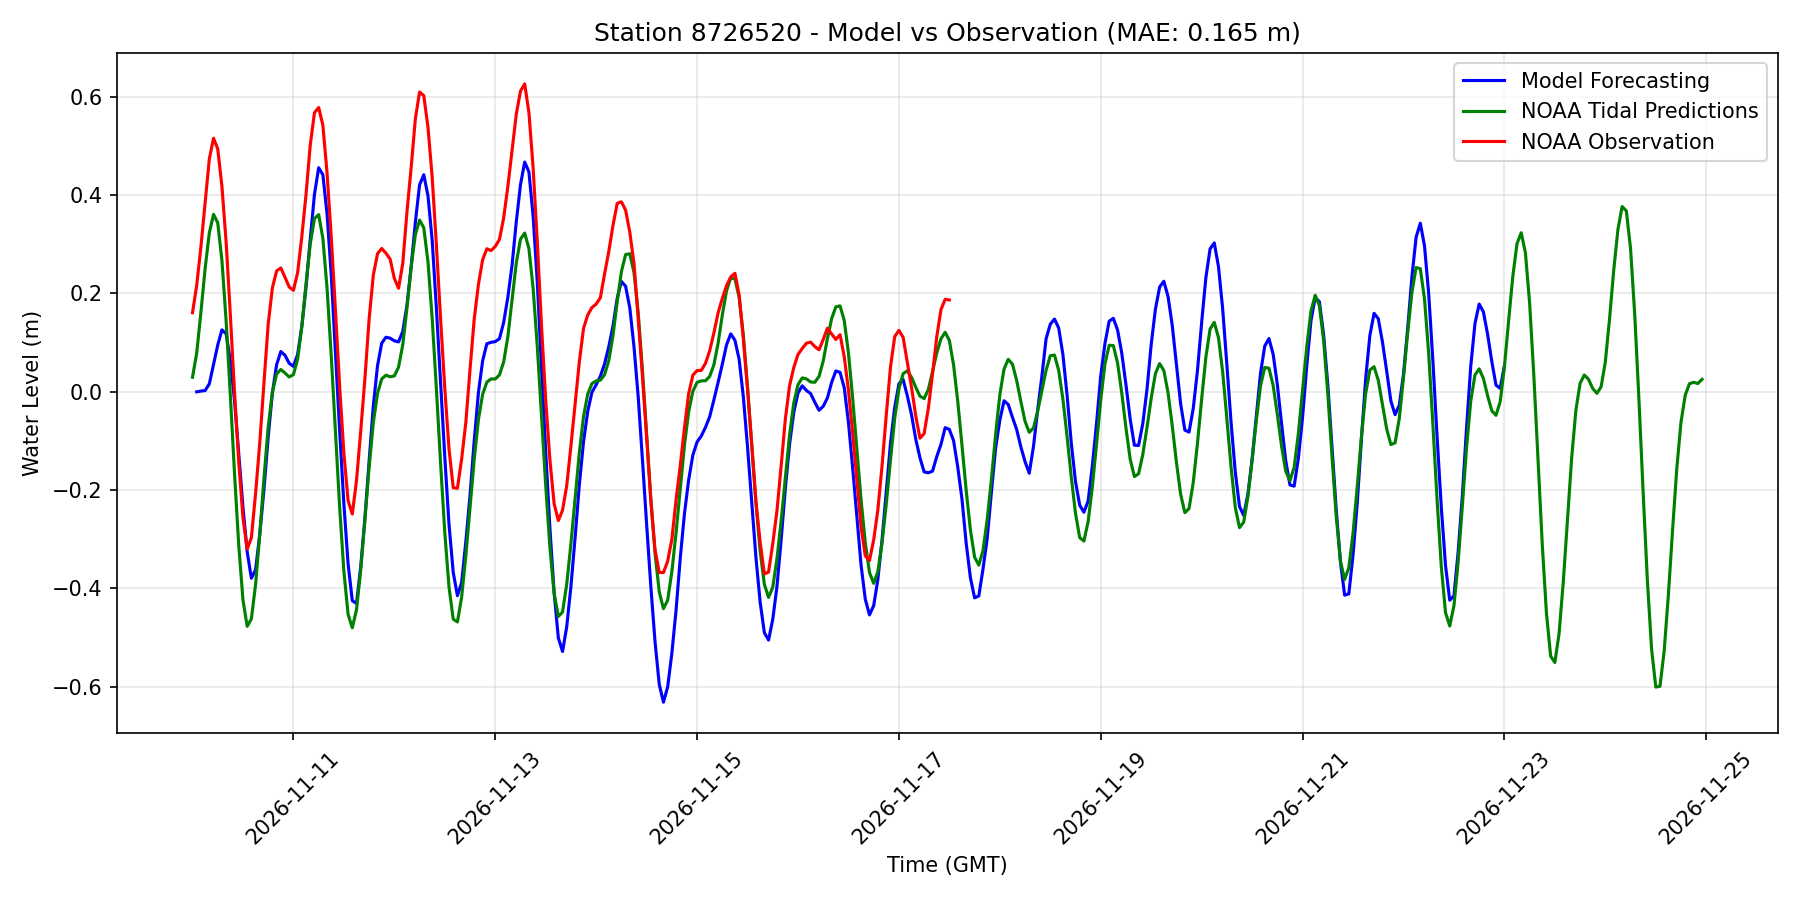 Station 8726520 - Model vs Observation (MAE: 0.165 m)
Model Forecasting
NOAA Tidal Predictions
NOAA Observation
Water Level (m)
0.6
0.4
0.2
0.0
−0.2
−0.4
−0.6
2026-11-11
2026-11-13
2026-11-15
2026-11-17
2026-11-19
2026-11-21
2026-11-23
2026-11-25
Time (GMT)